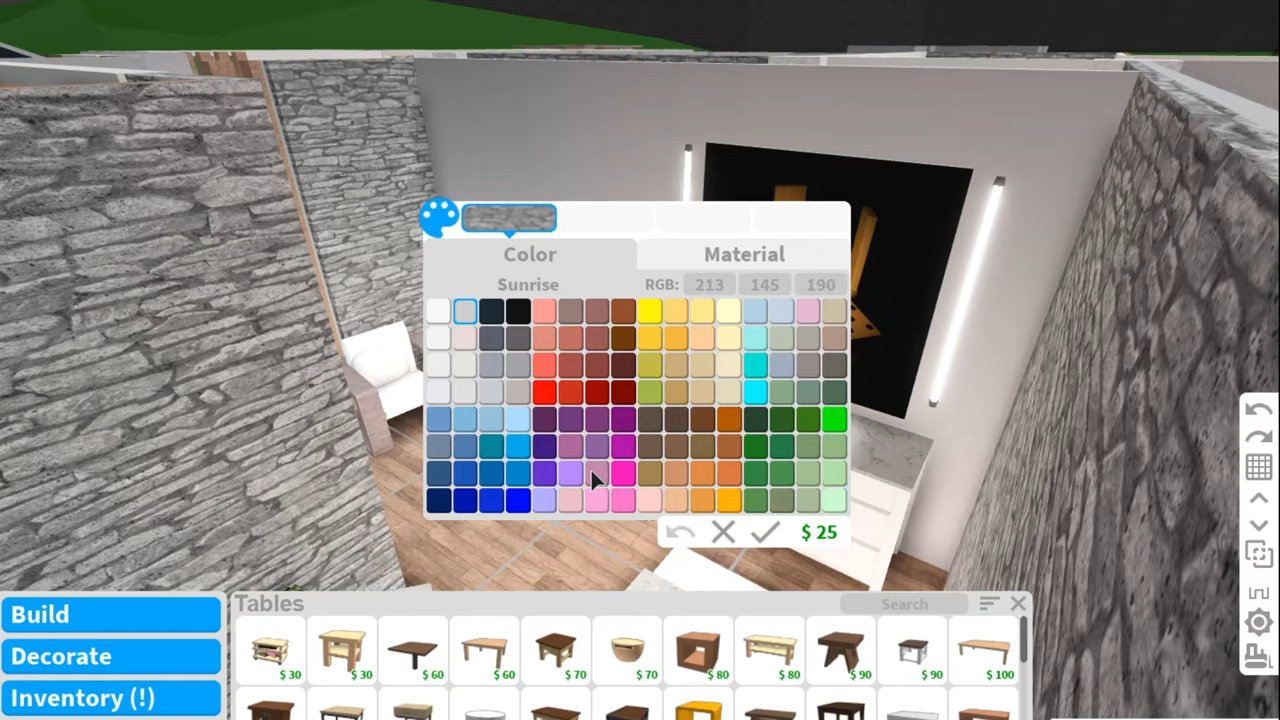 Color
Material
Sunrise
RGB: 213 145 190
$ 25
Build
Decorate
Inventory (!)
Tables
Search
$ 30 $ 30 $ 60 $ 60 $ 70 $ 70 $ 80 $ 80 $ 90 $ 90 $ 100